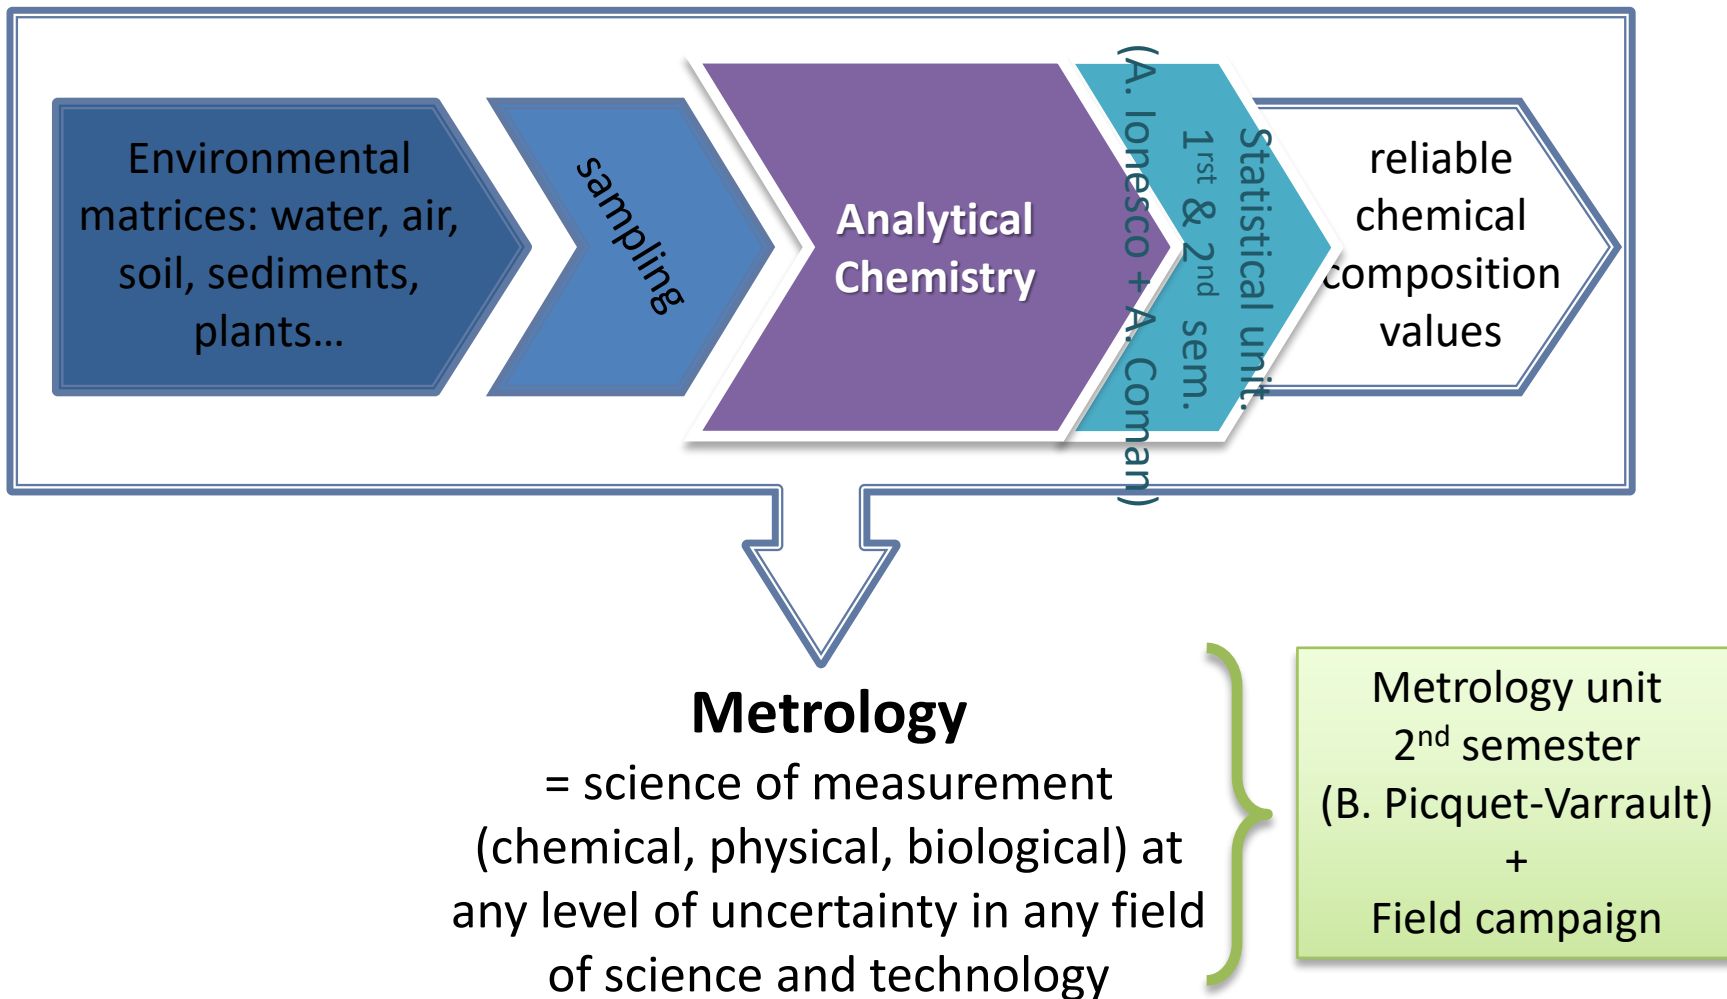 Environmental
matrices: water, air,
soil, sediments,
plants…
sampling
Analytical
Chemistry
Statistical unit.
1rst & 2nd sem.
(A. Ionesco + A. Coman)
reliable
chemical
composition
values
Metrology
= science of measurement
(chemical, physical, biological) at
any level of uncertainty in any field
of science and technology
Metrology unit
2nd semester
(B. Picquet-Varrault)
+
Field campaign